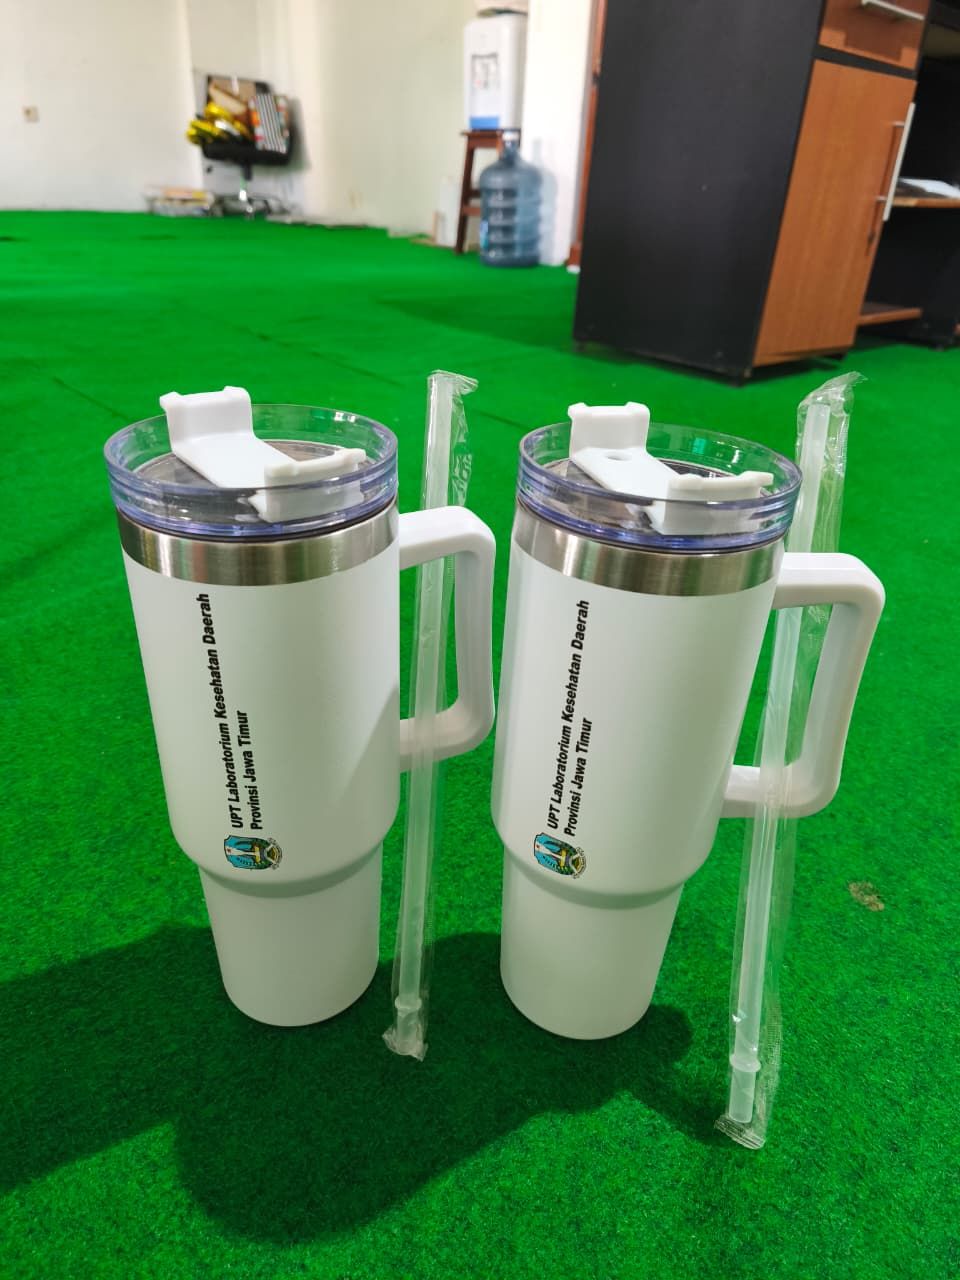 UPT Laboratorium Kesehatan Daerah
Provinsi Jawa Timur
UPT Laboratorium Kesehatan Daerah
Provinsi Jawa Timur